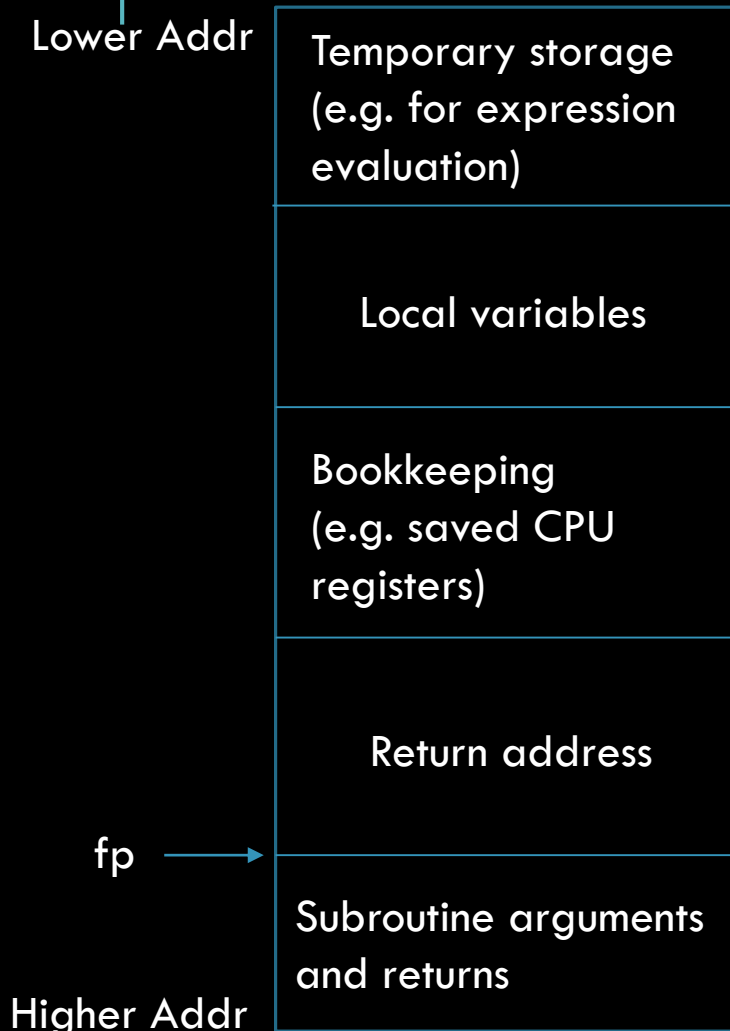 Lower Addr
Temporary storage
(e.g. for expression
evaluation)
Local variables
Bookkeeping
(e.g. saved CPU
registers)
Return address
fp
Subroutine arguments
and returns
Higher Addr